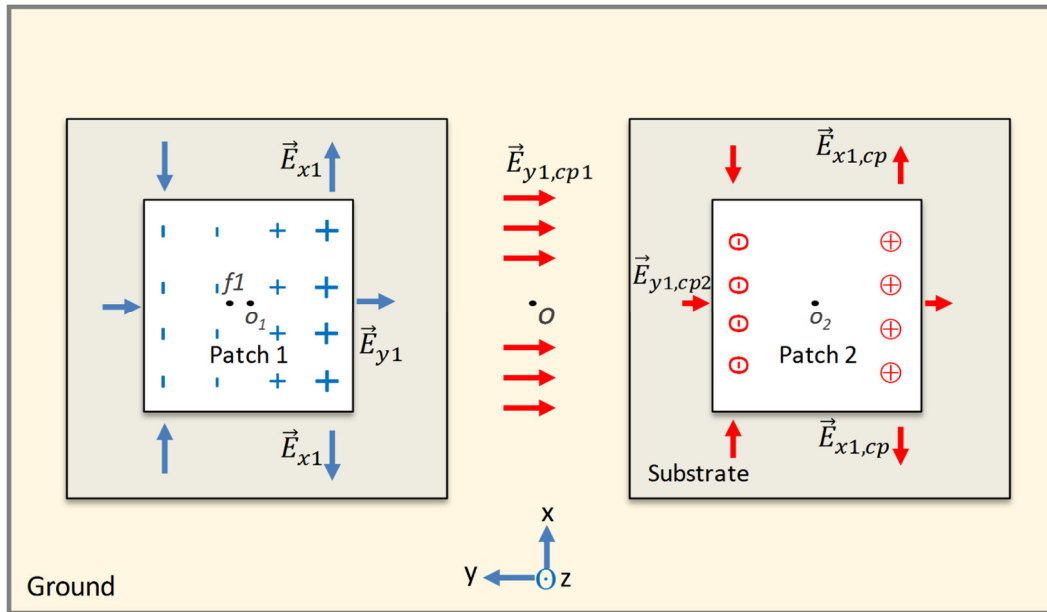 E⃗x1
E⃗y1,cp1
E⃗x1,cp
f1
o1
Patch 1
E⃗y1
o
E⃗y1,cp2
o2
Patch 2
E⃗x1
E⃗x1,cp
Substrate
x
y
z
Ground